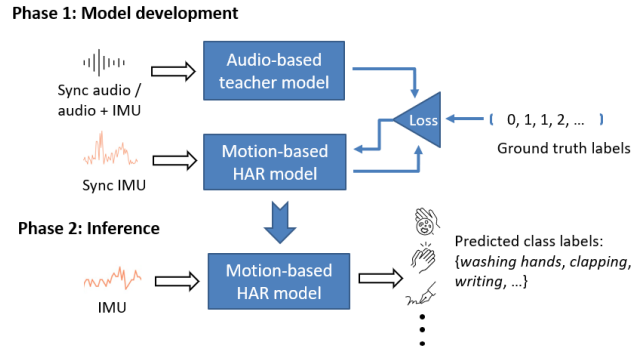 Phase 1: Model development
Audio-based
teacher model
Sync audio /
audio + IMU
Loss
( 0, 1, 1, 2, … )
Ground truth labels
Motion-based
HAR model
Sync IMU
Phase 2: Inference
Motion-based
HAR model
IMU
Predicted class labels:
{washing hands, clapping,
writing, …}